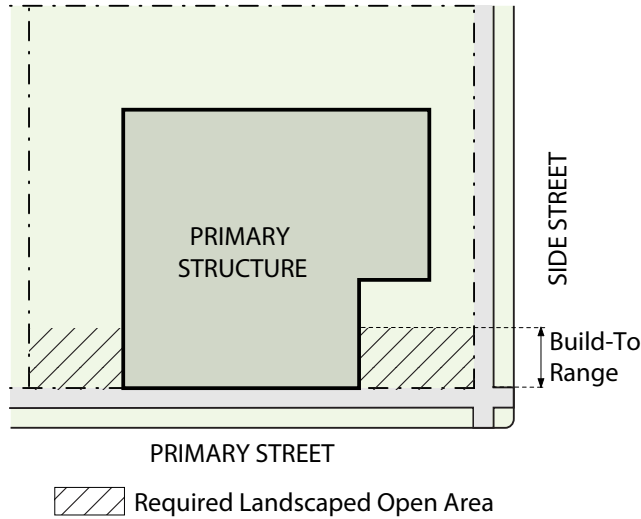 PRIMARY
STRUCTURE
SIDE STREET
Build-To
Range
PRIMARY STREET
Required Landscaped Open Area